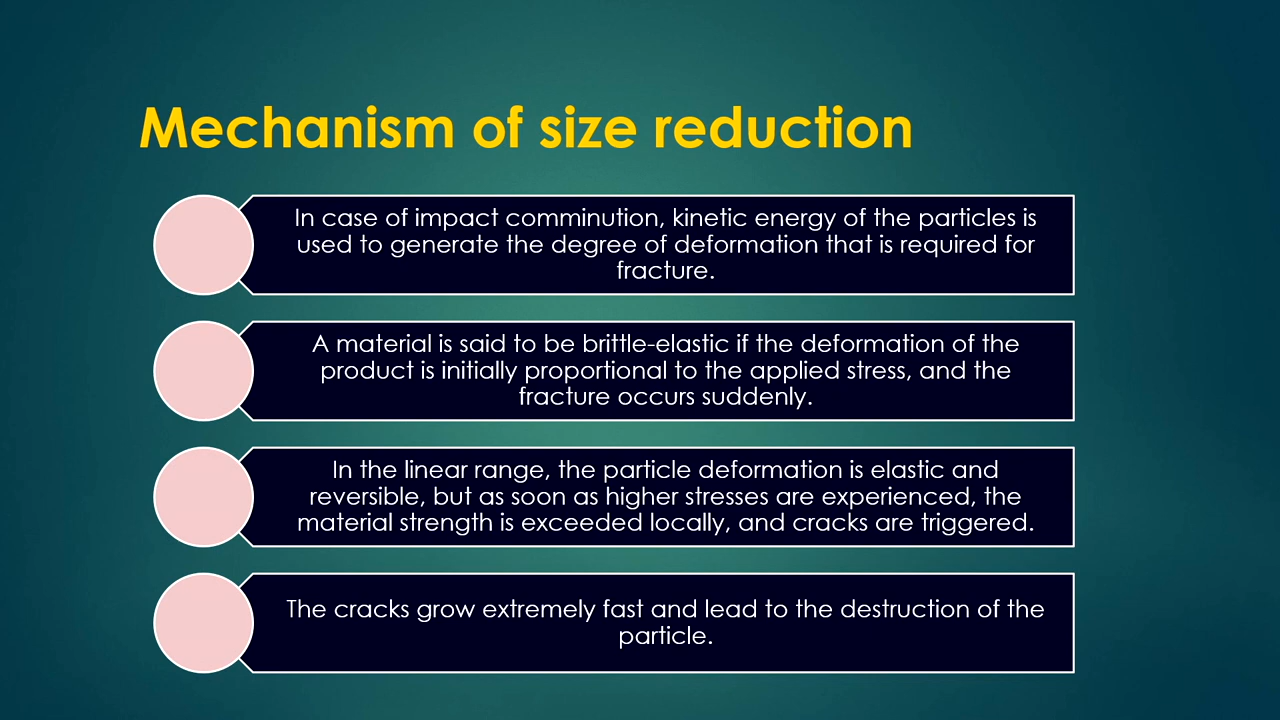 Mechanism of size reduction
In case of impact comminution, kinetic energy of the particles is
used to generate the degree of deformation that is required for
fracture.
A material is said to be brittle-elastic if the deformation of the
product is initially proportional to the applied stress, and the
fracture occurs suddenly.
In the linear range, the particle deformation is elastic and
reversible, but as soon as higher stresses are experienced, the
material strength is exceeded locally, and cracks are triggered.
The cracks grow extremely fast and lead to the destruction of the
particle.